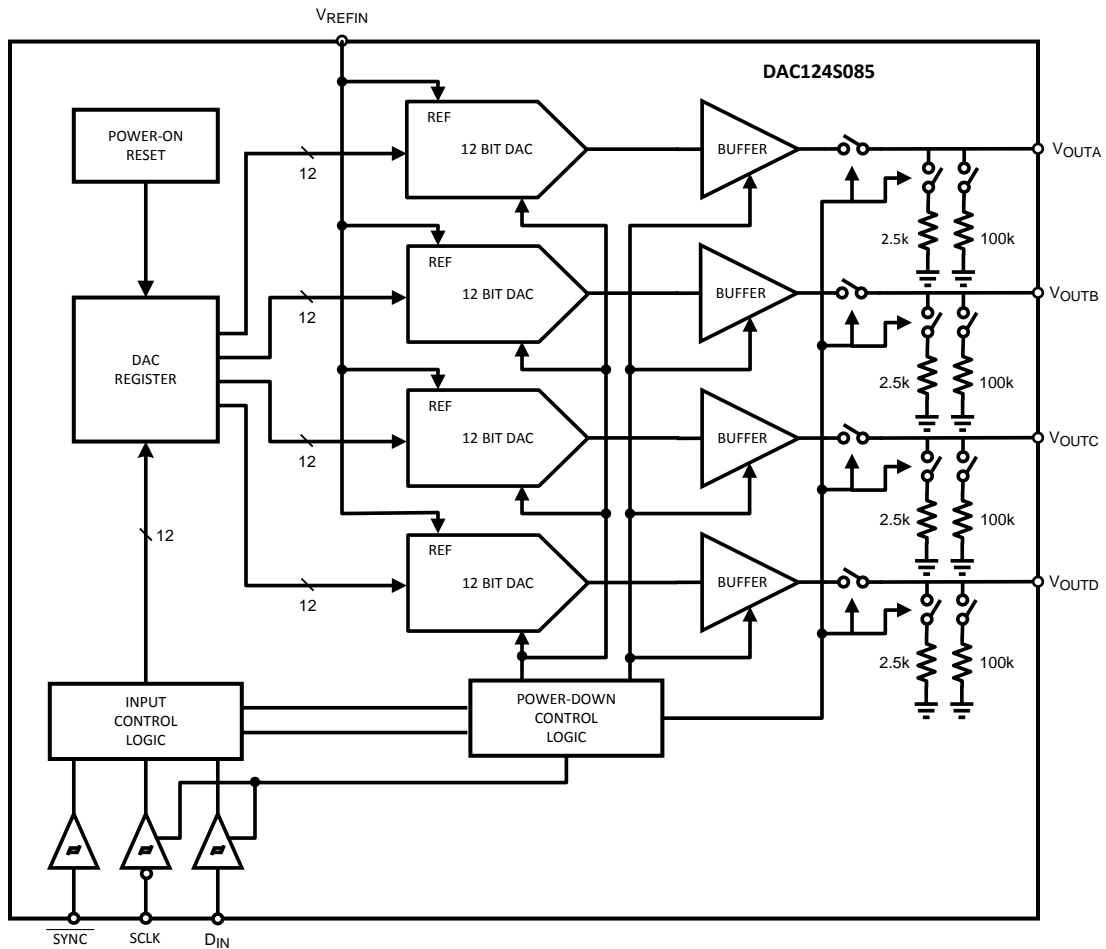 VREFIN
DAC124S085
POWER-ON
RESET
REF
12 BIT DAC
BUFFER
VOUTA
12
2.5k
100k
REF
12 BIT DAC
BUFFER
VOUTB
12
2.5k
100k
DAC
REGISTER
REF
12 BIT DAC
BUFFER
VOUTC
12
2.5k
100k
12
REF
12 BIT DAC
BUFFER
VOUTD
12
2.5k
100k
INPUT
CONTROL
LOGIC
POWER-DOWN
CONTROL
LOGIC
SYNC
SCLK
DIN